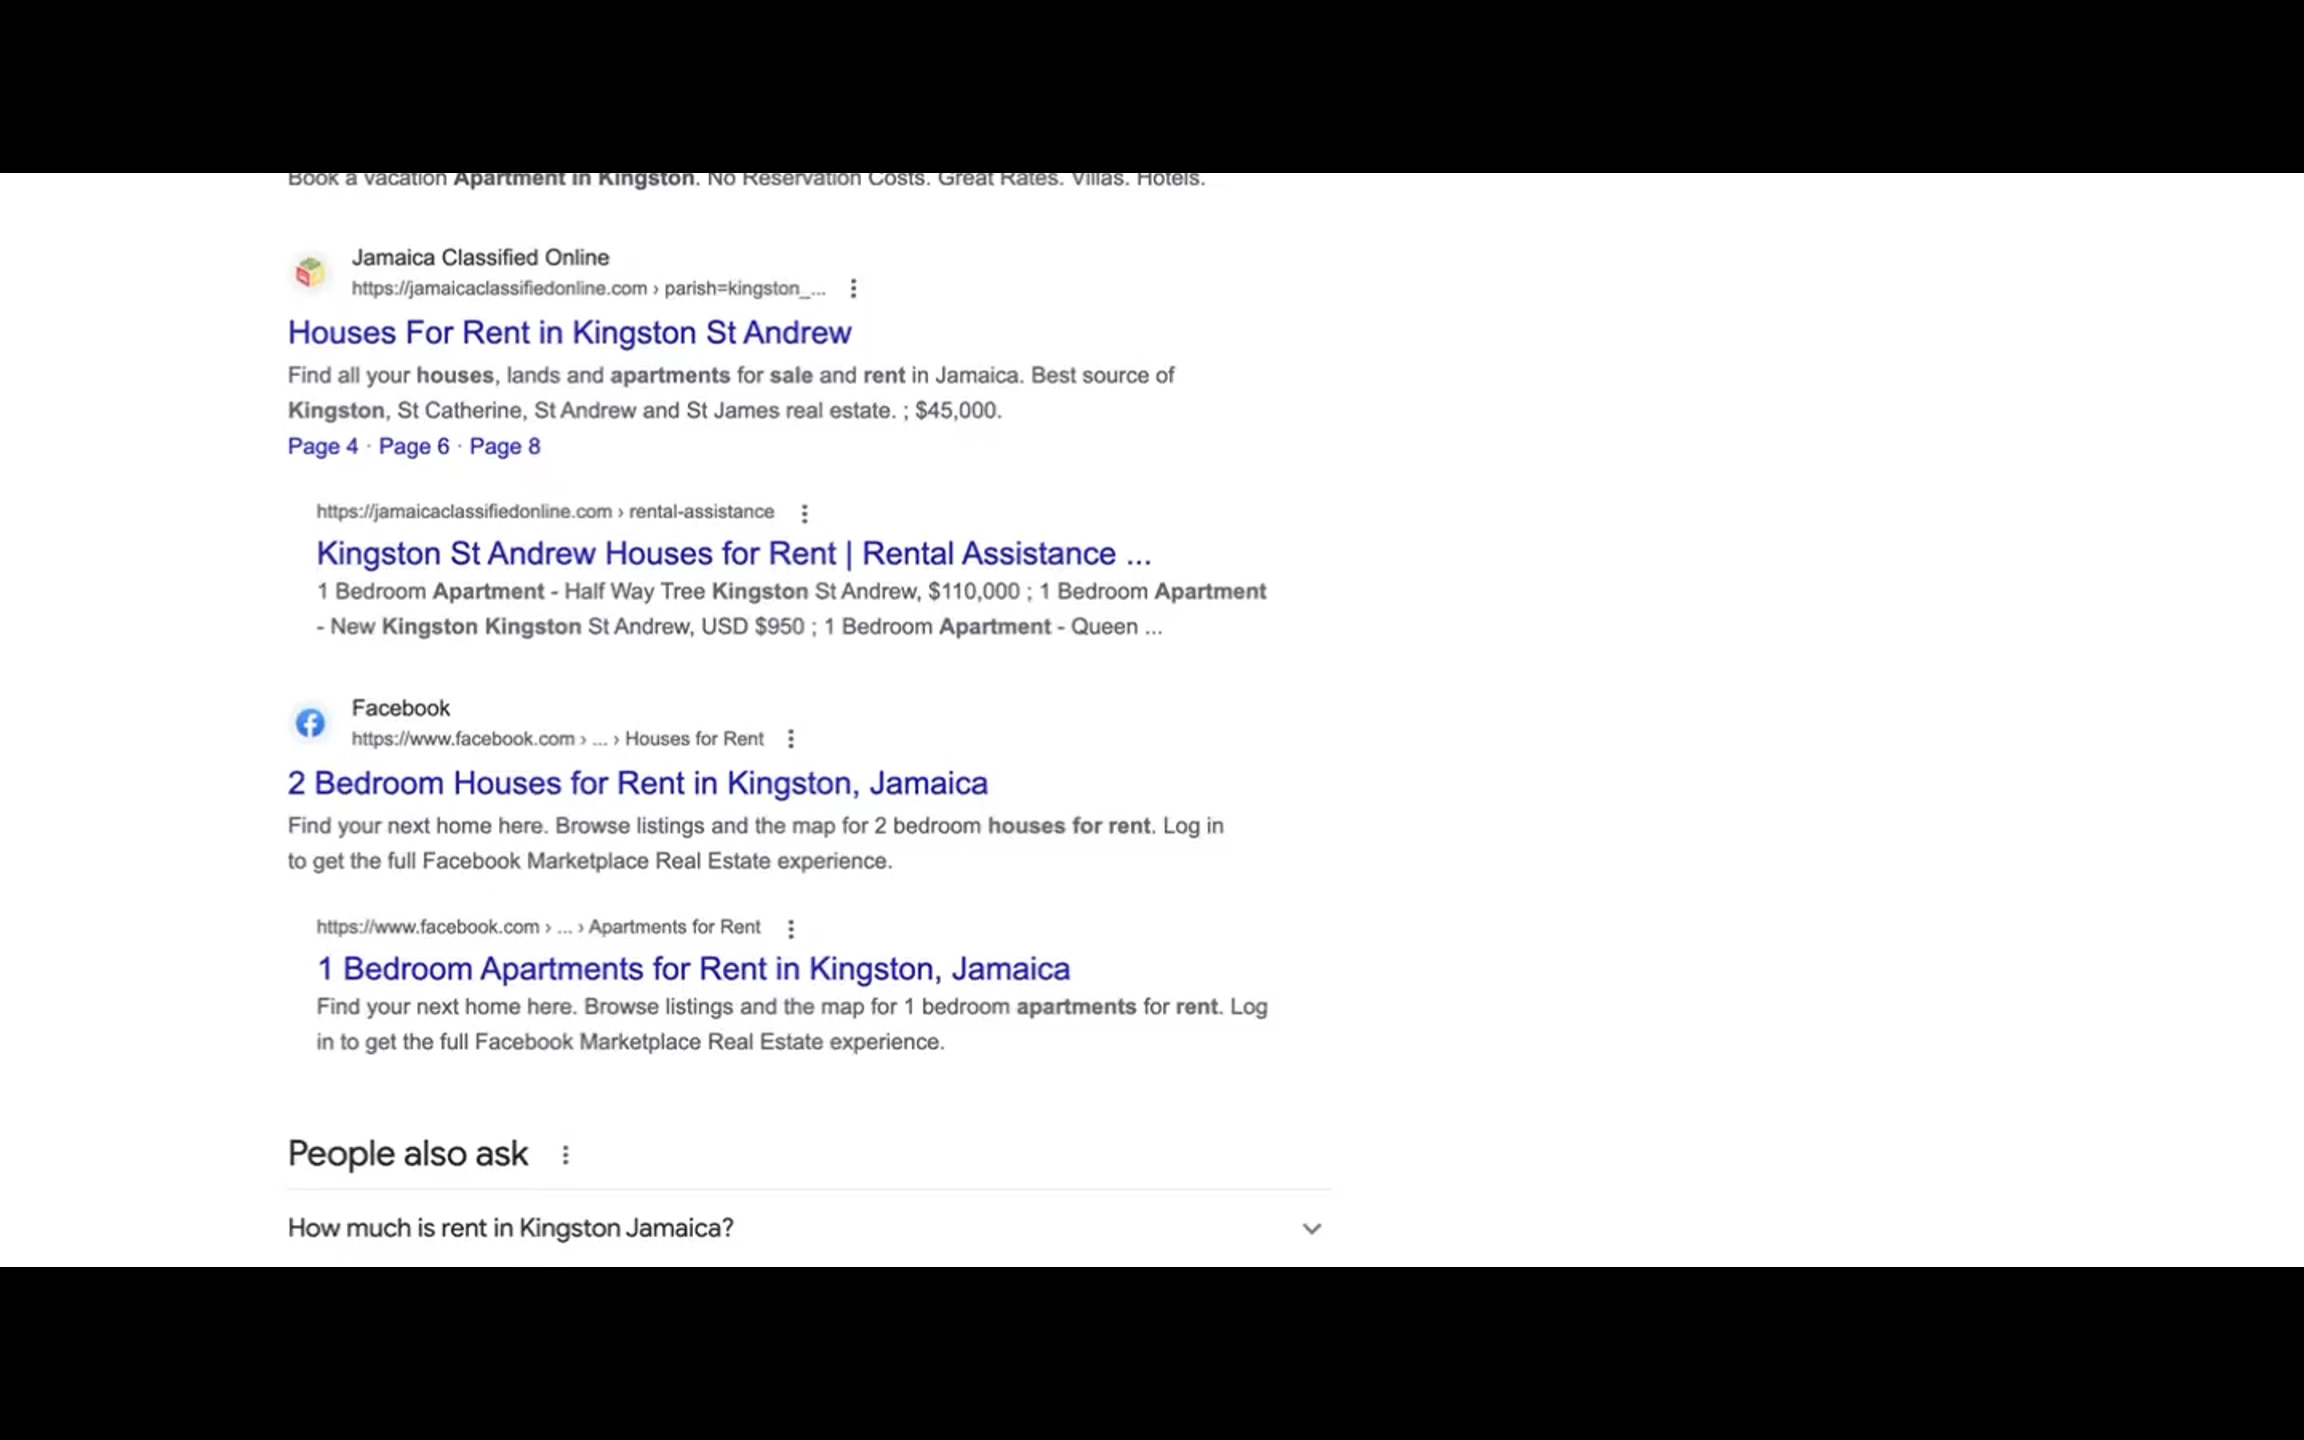 Book a vacation Apartment in Kingston. No Reservation Costs. Great Rates. Villas. Hotels.
Jamaica Classified Online
https://jamaicaclassifiedonline.com › parish=kingston_...
Houses For Rent in Kingston St Andrew
Find all your houses, lands and apartments for sale and rent in Jamaica. Best source of
Kingston, St Catherine, St Andrew and St James real estate. ; $45,000.
Page 4 · Page 6 · Page 8
https://jamaicaclassifiedonline.com › rental-assistance
Kingston St Andrew Houses for Rent | Rental Assistance ...
1 Bedroom Apartment - Half Way Tree Kingston St Andrew, $110,000 ; 1 Bedroom Apartment
- New Kingston Kingston St Andrew, USD $950 ; 1 Bedroom Apartment - Queen ...
Facebook
https://www.facebook.com › ... › Houses for Rent
2 Bedroom Houses for Rent in Kingston, Jamaica
Find your next home here. Browse listings and the map for 2 bedroom houses for rent. Log in
to get the full Facebook Marketplace Real Estate experience.
https://www.facebook.com › ... › Apartments for Rent
1 Bedroom Apartments for Rent in Kingston, Jamaica
Find your next home here. Browse listings and the map for 1 bedroom apartments for rent. Log
in to get the full Facebook Marketplace Real Estate experience.
People also ask
How much is rent in Kingston Jamaica?